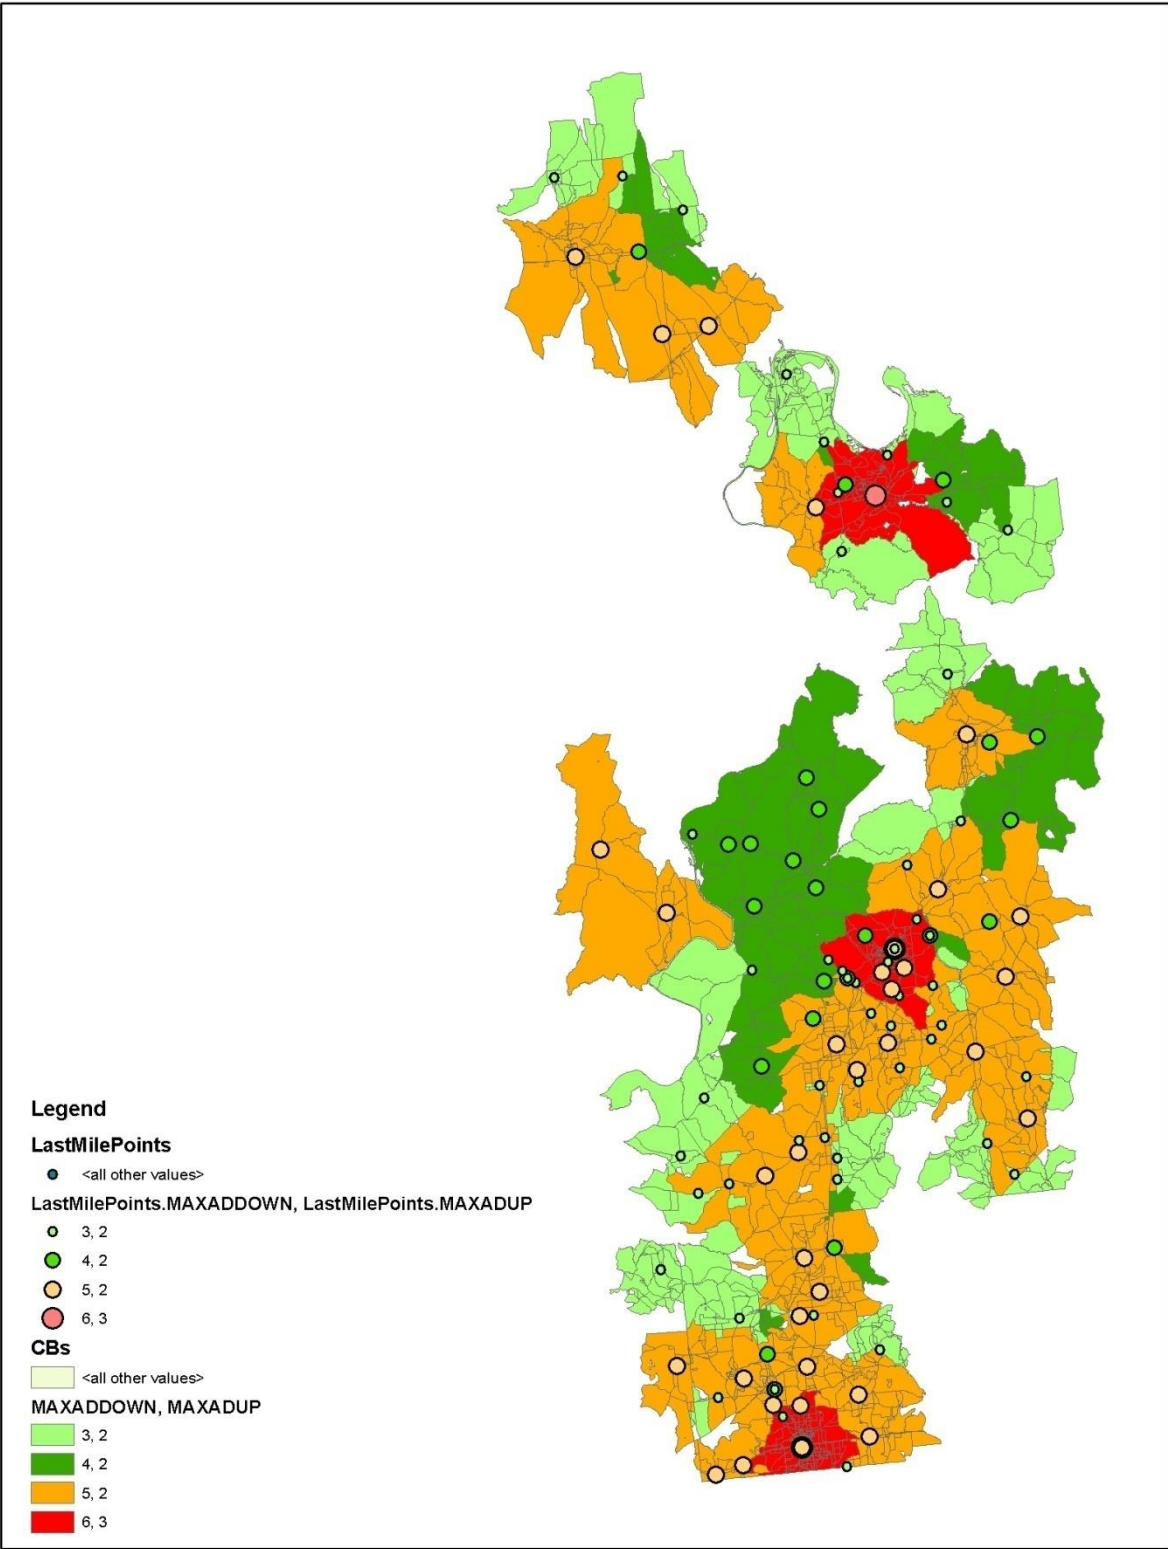 Legend
LastMilePoints
<all other values>
LastMilePoints.MAXADDOWN, LastMilePoints.MAXADUP
3, 2
4, 2
5, 2
6, 3
CBs
<all other values>
MAXADDOWN, MAXADUP
3, 2
4, 2
5, 2
6, 3